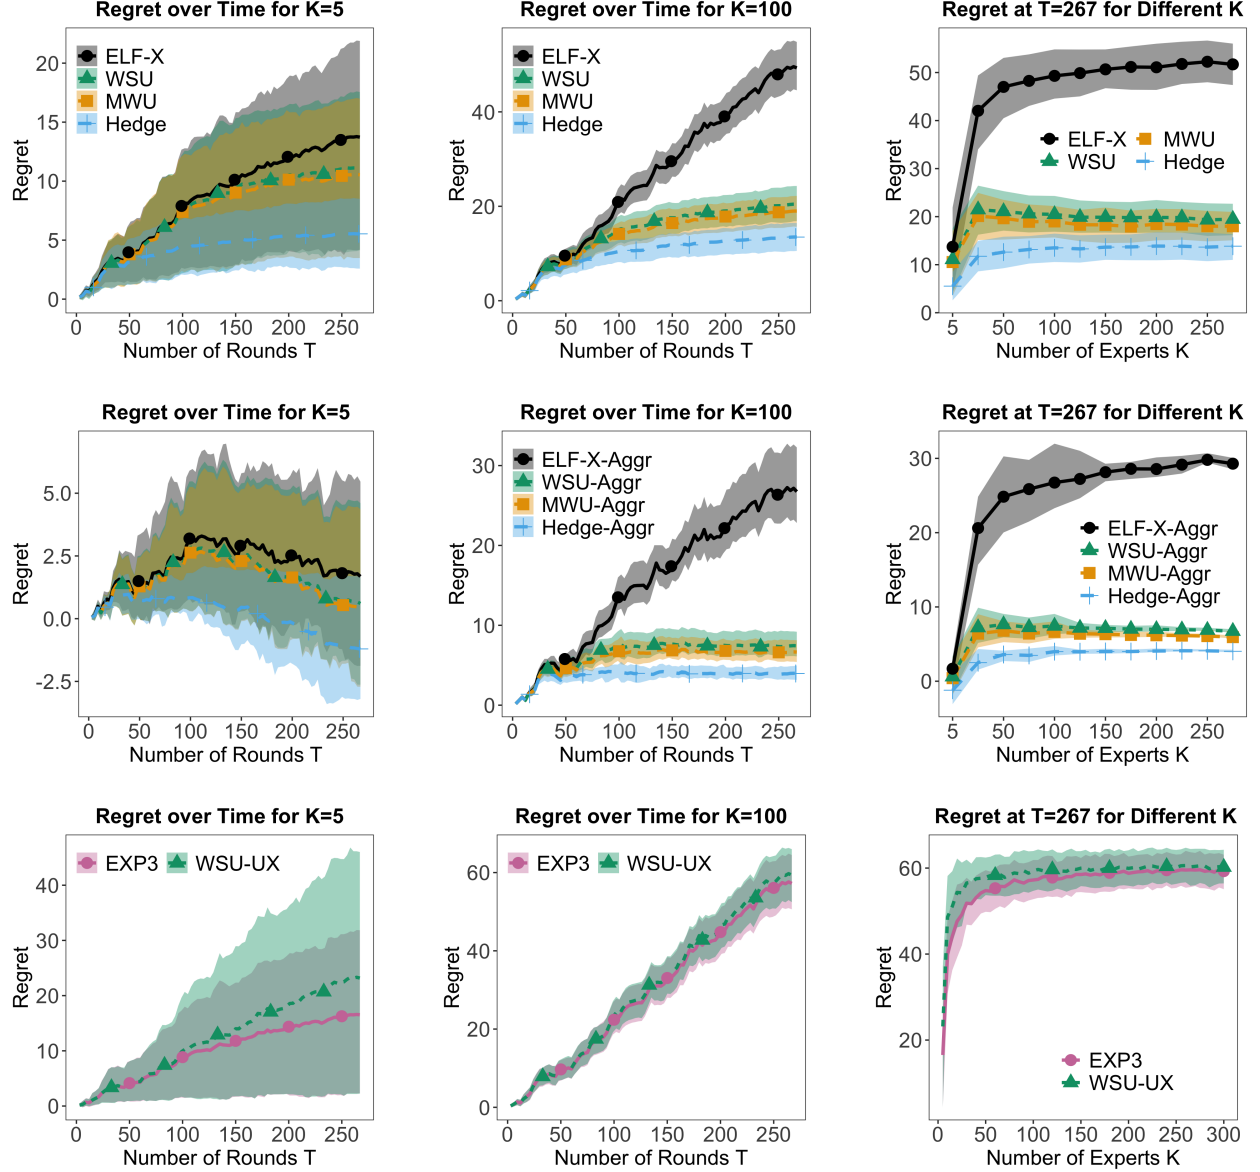 Regret over Time for K=5
Regret
20
15
10
5
0
ELF-X
WSU
MWU
Hedge
0 50 100 150 200 250
Number of Rounds T
Regret over Time for K=100
Regret
40
20
0
ELF-X
WSU
MWU
Hedge
0 50 100 150 200 250
Number of Rounds T
Regret at T=267 for Different K
Regret
50
40
30
20
10
0
ELF-X MWU
WSU Hedge
5 50 100 150 200 250
Number of Experts K
Regret over Time for K=5
Regret
5.0
2.5
0.0
-2.5
0 50 100 150 200 250
Number of Rounds T
Regret over Time for K=100
Regret
30
20
10
0
ELF-X-Aggr
WSU-Aggr
MWU-Aggr
Hedge-Aggr
0 50 100 150 200 250
Number of Rounds T
Regret at T=267 for Different K
Regret
30
20
10
0
ELF-X-Aggr
WSU-Aggr
MWU-Aggr
Hedge-Aggr
5 50 100 150 200 250
Number of Experts K
Regret over Time for K=5
Regret
40
30
20
10
0
EXP3 WSU-UX
0 50 100 150 200 250
Number of Rounds T
Regret over Time for K=100
Regret
60
40
20
0
EXP3 WSU-UX
0 50 100 150 200 250
Number of Rounds T
Regret at T=267 for Different K
Regret
60
40
20
EXP3
WSU-UX
0 50 100 150 200 250 300
Number of Experts K